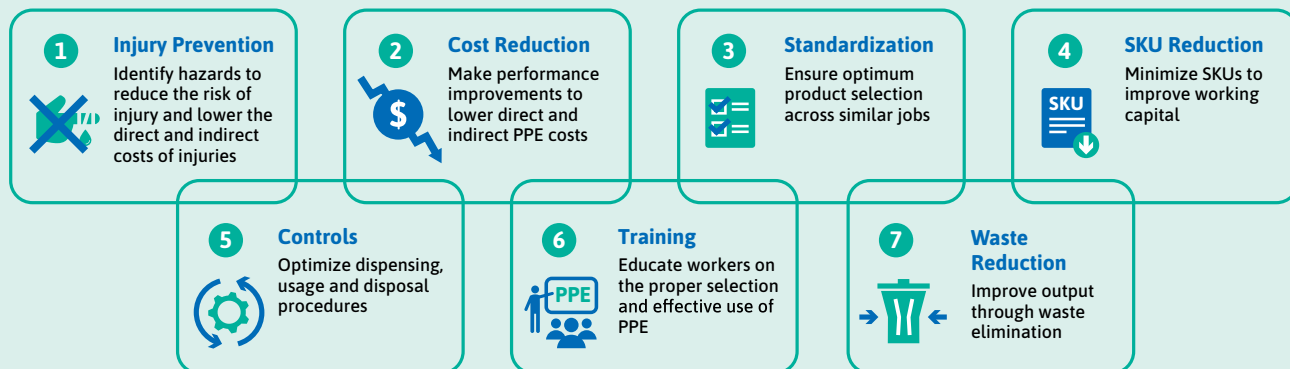 1
Injury Prevention
Identify hazards to
reduce the risk of
injury and lower the
direct and indirect
costs of injuries
2
$
Cost Reduction
Make performance
improvements to
lower direct and
indirect PPE costs
3
Standardization
Ensure optimum
product selection
across similar jobs
4
SKU
SKU Reduction
Minimize SKUs to
improve working
capital
5
Controls
Optimize dispensing,
usage and disposal
procedures
6
PPE
Training
Educate workers on
the proper selection
and effective use of
PPE
7
Waste
Reduction
Improve output
through waste
elimination